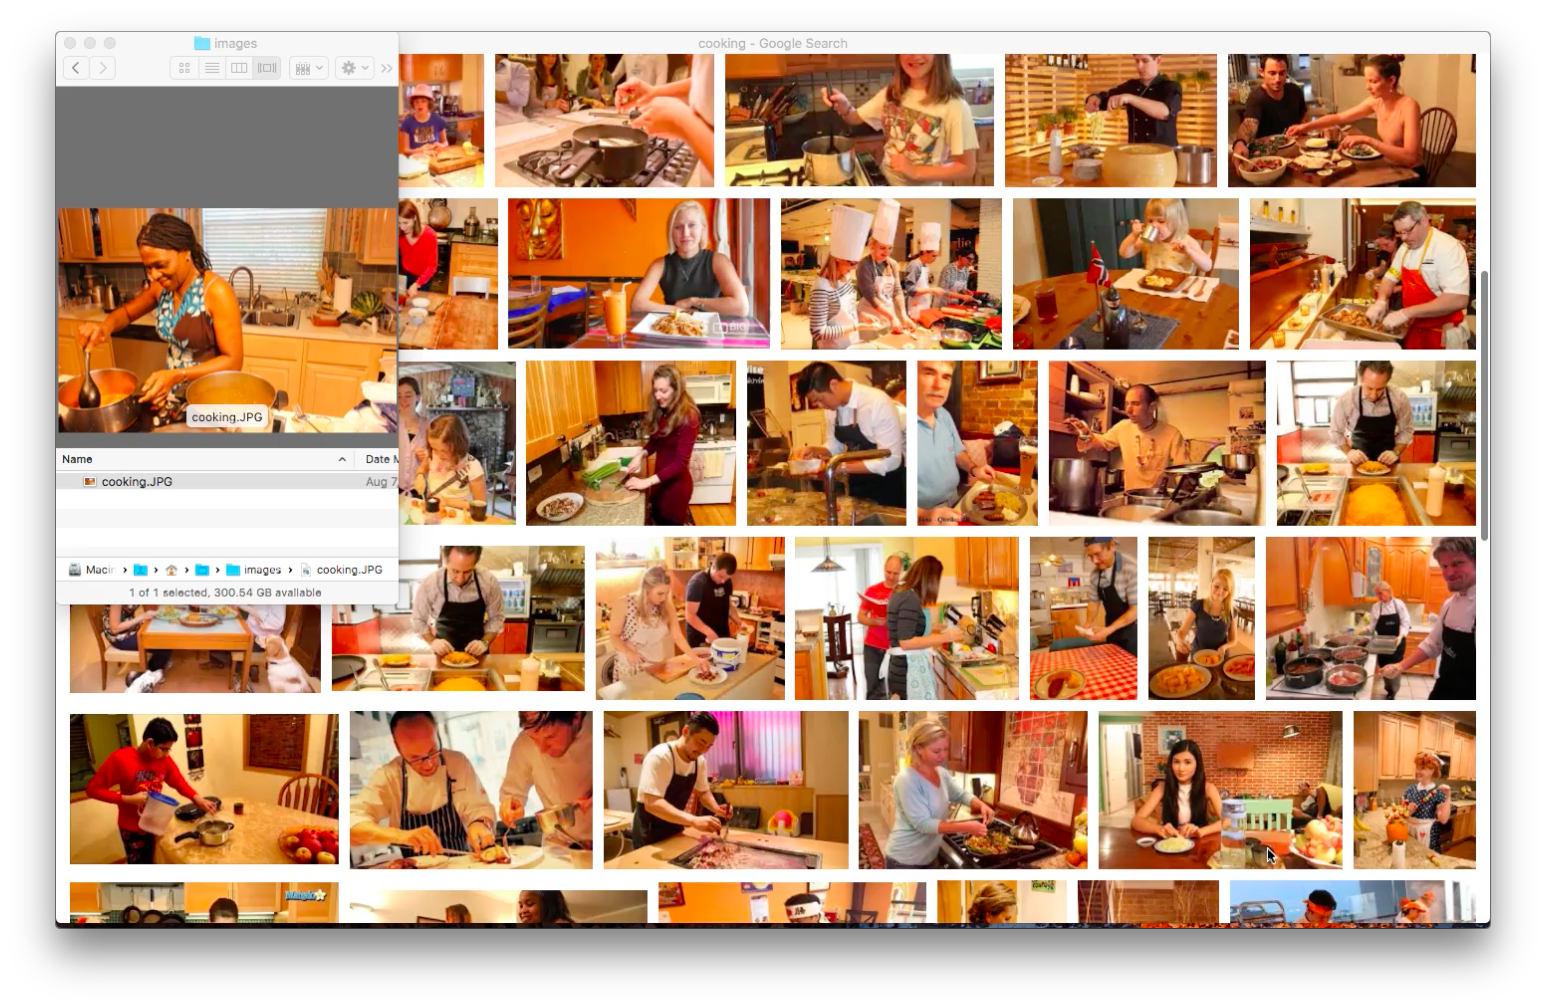 images
cooking - Google Search
cooking.JPG
Name
Date M
cooking.JPG
Aug 7,
Macin
images
cooking.JPG
1 of 1 selected, 300.54 GB available